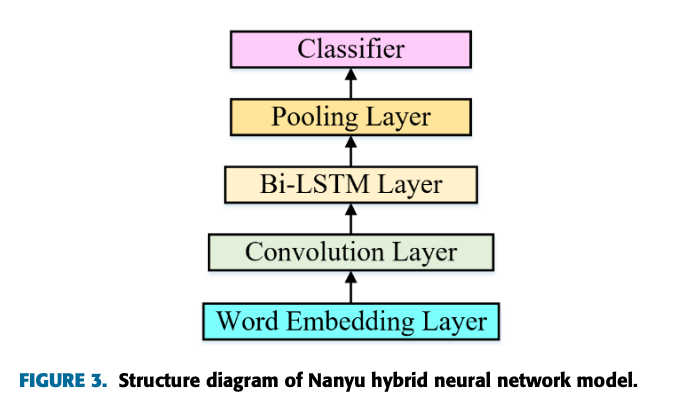 Classifier
Pooling Layer
Bi-LSTM Layer
Convolution Layer
Word Embedding Layer
FIGURE 3. Structure diagram of Nanyu hybrid neural network model.